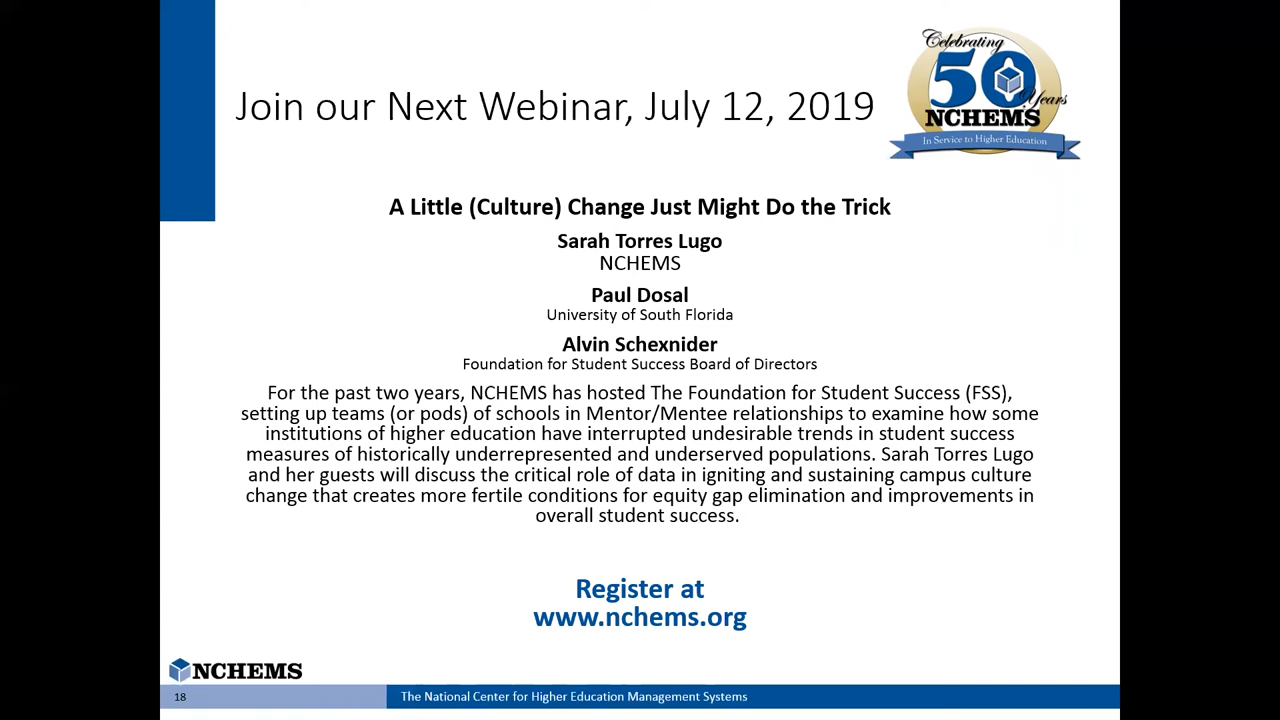 Celebrating
50
Years
NCHEMS
In Service to Higher Education
Join our Next Webinar, July 12, 2019
A Little (Culture) Change Just Might Do the Trick
Sarah Torres Lugo
NCHEMS
Paul Dosal
University of South Florida
Alvin Schexnider
Foundation for Student Success Board of Directors
For the past two years, NCHEMS has hosted The Foundation for Student Success (FSS),
setting up teams (or pods) of schools in Mentor/Mentee relationships to examine how some
institutions of higher education have interrupted undesirable trends in student success
measures of historically underrepresented and underserved populations. Sarah Torres Lugo
and her guests will discuss the critical role of data in igniting and sustaining campus culture
change that creates more fertile conditions for equity gap elimination and improvements in
overall student success.
Register at
www.nchems.org
NCHEMS
18
The National Center for Higher Education Management Systems